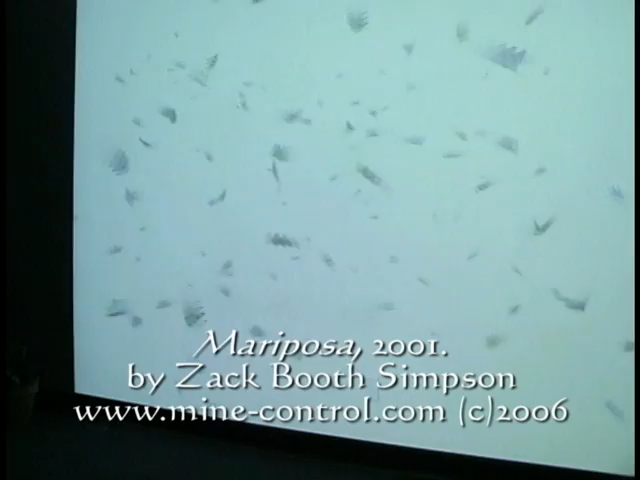 Mariposa, 2001.
by Zack Booth Simpson
www.mine-control.com (c)2006